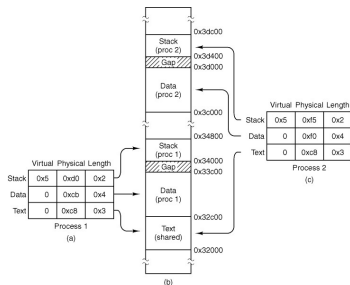 0x3dc00
Stack
(proc 2)
0x3d400
Gap
0x3d000
Data
(proc 2)
0x3c000
0x34800
Stack
(proc 1)
0x34000
Gap
0x33c00
Data
(proc 1)
0x32c00
Text
(shared)
0x32000
(b)
Virtual Physical Length
Stack 0x5 0xd0 0x2
Data 0 0xcb 0x4
Text 0 0xc8 0x3
Process 1
(a)
Virtual Physical Length
Stack 0x5 0xf5 0x2
Data 0 0xf0 0x4
Text 0 0xc8 0x3
Process 2
(c)